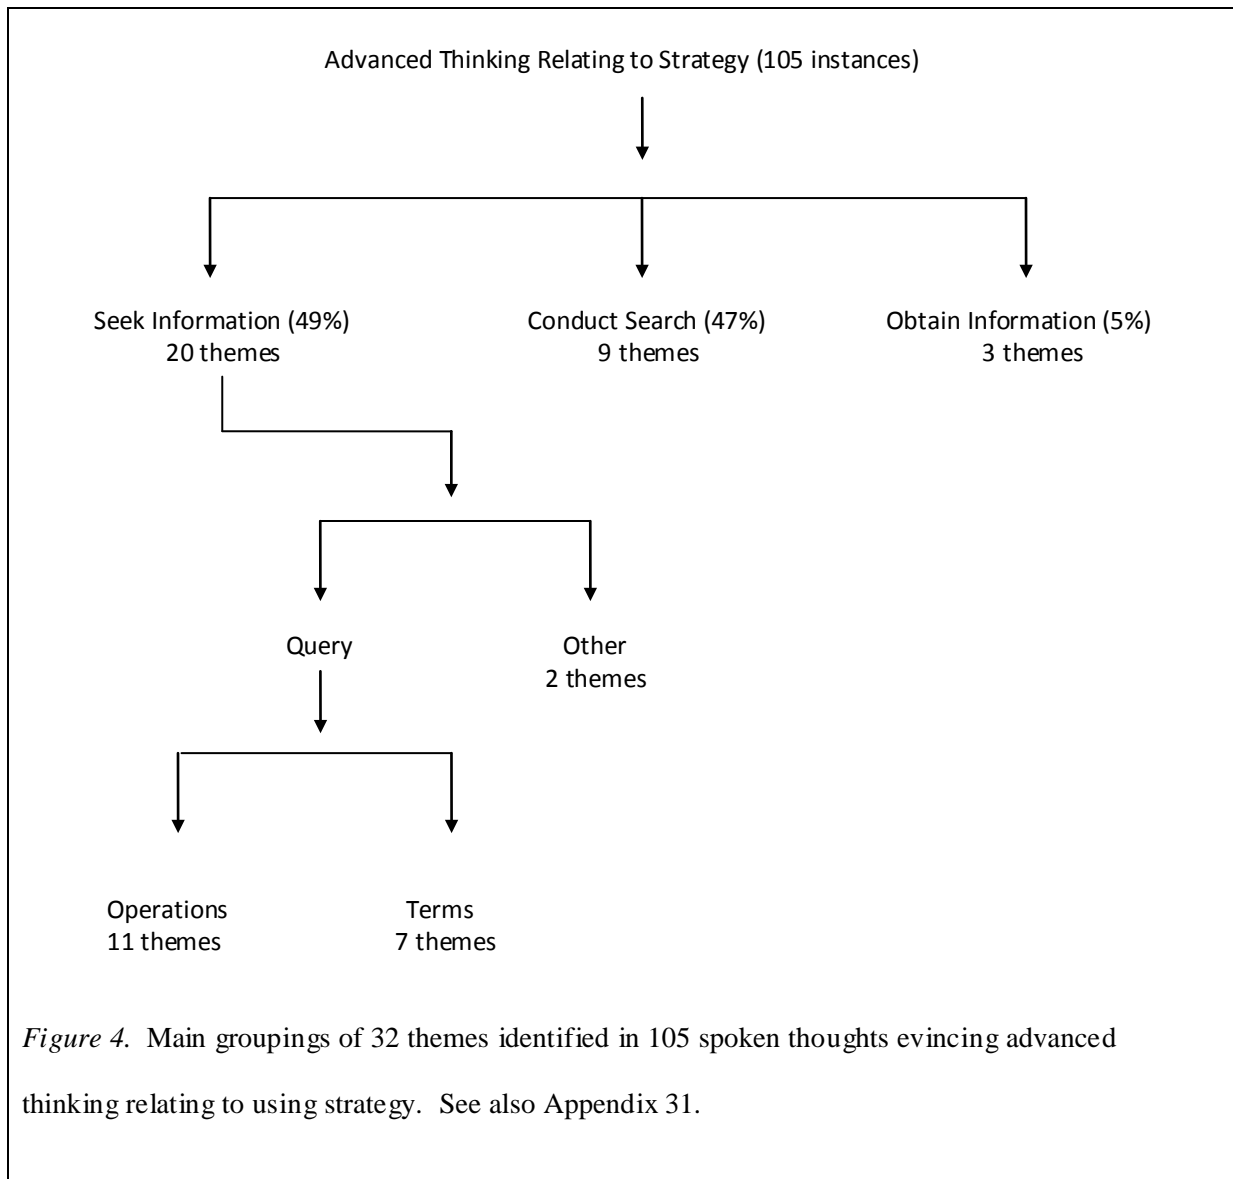 Advanced Thinking Relating to Strategy (105 instances)
Seek Information (49%)
20 themes
Conduct Search (47%)
9 themes
Obtain Information (5%)
3 themes
Query
Other
2 themes
Operations
11 themes
Terms
7 themes
Figure 4.  Main groupings of 32 themes identified in 105 spoken thoughts evincing advanced
thinking relating to using strategy.  See also Appendix 31.